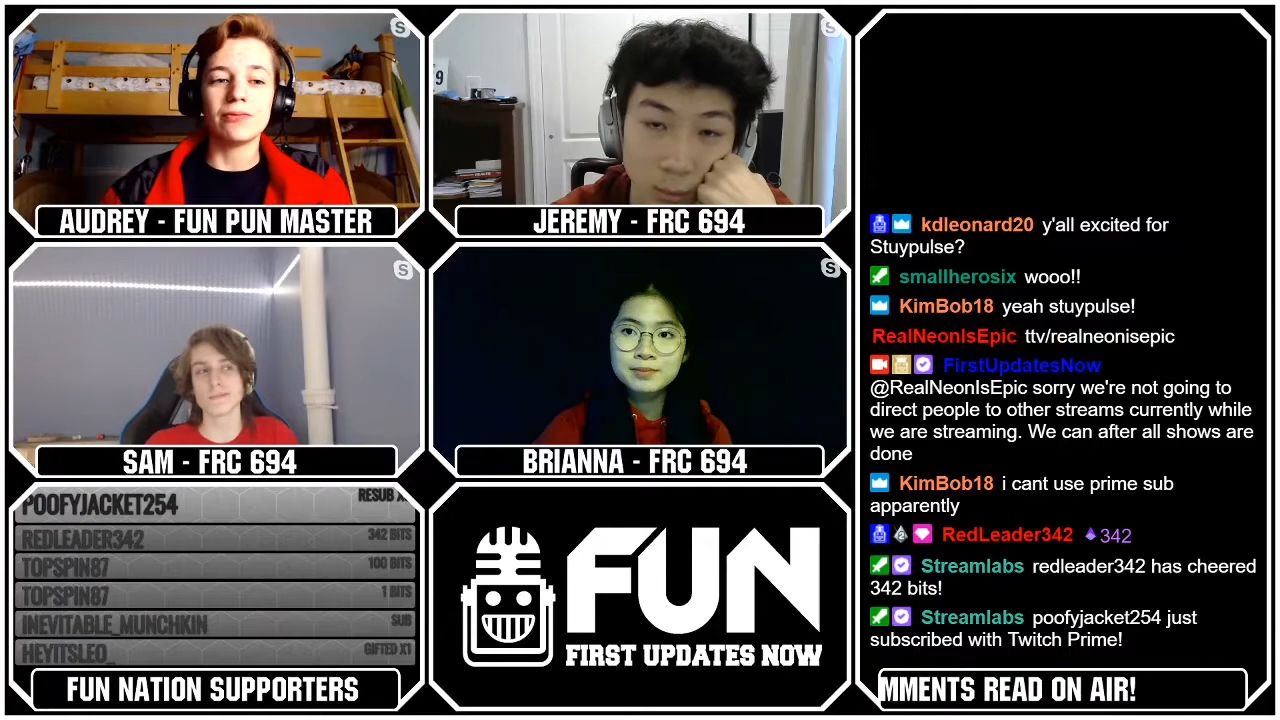 AUDREY - FUN PUN MASTER
9
JEREMY - FRC 694
SAM - FRC 694
BRIANNA - FRC 694
POOFYJACKET254 RESUB
REDLEADER342 342 BITS
TOPSPIN87 100 BITS
TOPSPIN87 1 BITS
INEVITABLE_MUNCHKIN SUB
HEYITSLEO_ GIFTED X1
FUN NATION SUPPORTERS
FUN
FIRST UPDATES NOW
kdleonard20 y'all excited for
Stuypulse?
smallherosix wooo!!
KimBob18 yeah stuypulse!
RealNeonIsEpic ttv/realneonisepic
FirstUpdatesNow
@RealNeonIsEpic sorry we're not going to
direct people to other streams currently while
we are streaming. We can after all shows are
done
KimBob18 i cant use prime sub
apparently
RedLeader342 342
Streamlabs redleader342 has cheered
342 bits!
Streamlabs poofyjacket254 just
subscribed with Twitch Prime!
MMENTS READ ON AIR!